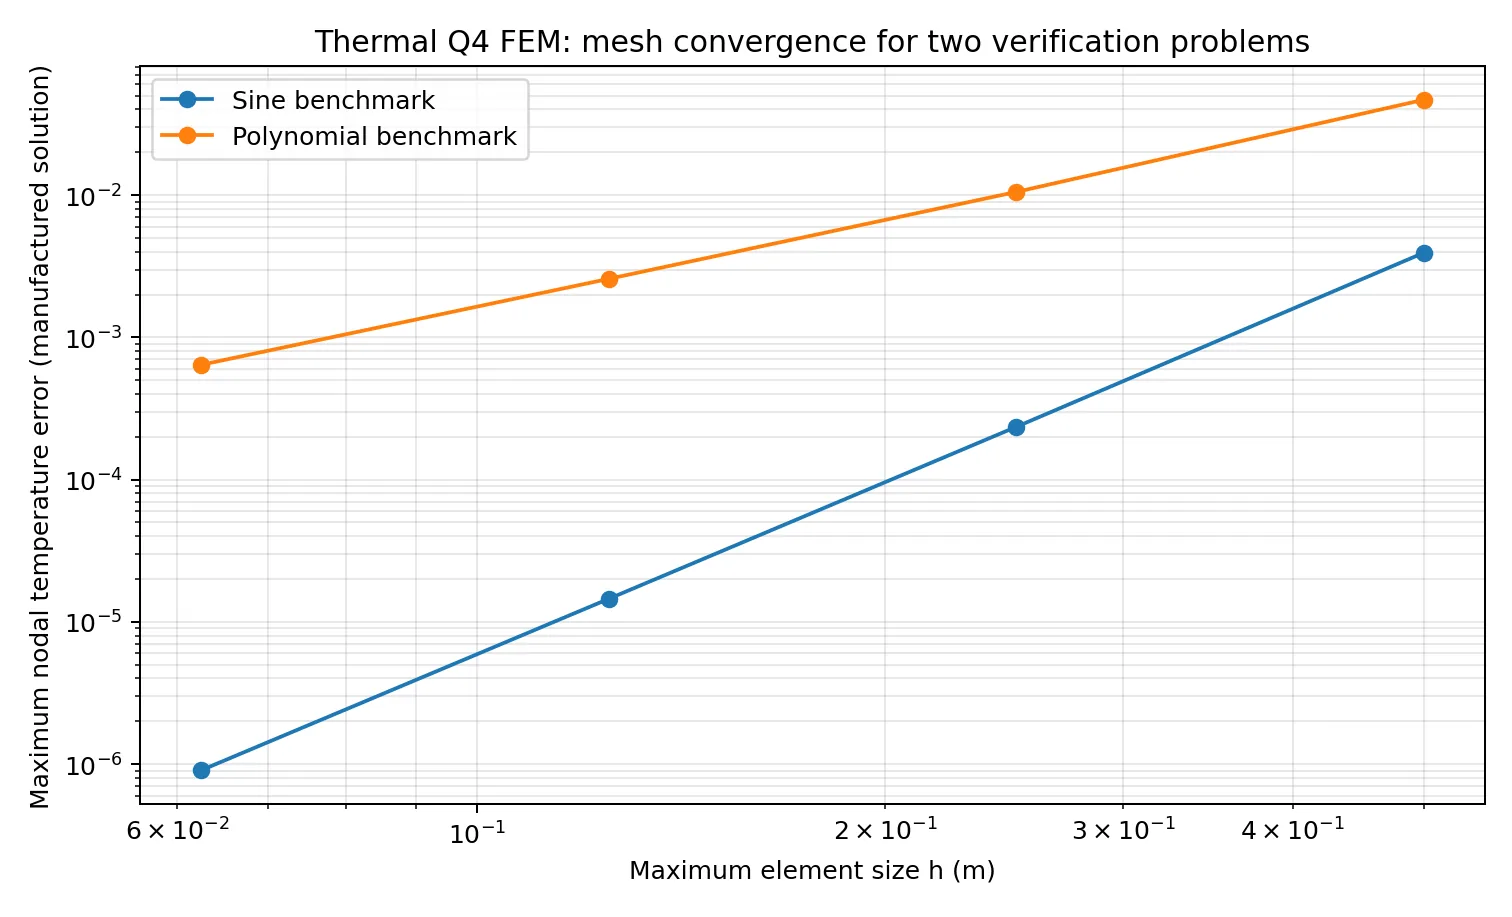 Thermal Q4 FEM: mesh convergence for two verification problems
Sine benchmark
Polynomial benchmark
Maximum nodal temperature error (manufactured solution)
10⁻²
10⁻³
10⁻⁴
10⁻⁵
10⁻⁶
6 × 10⁻²
10⁻¹
2 × 10⁻¹
3 × 10⁻¹
4 × 10⁻¹
Maximum element size h (m)